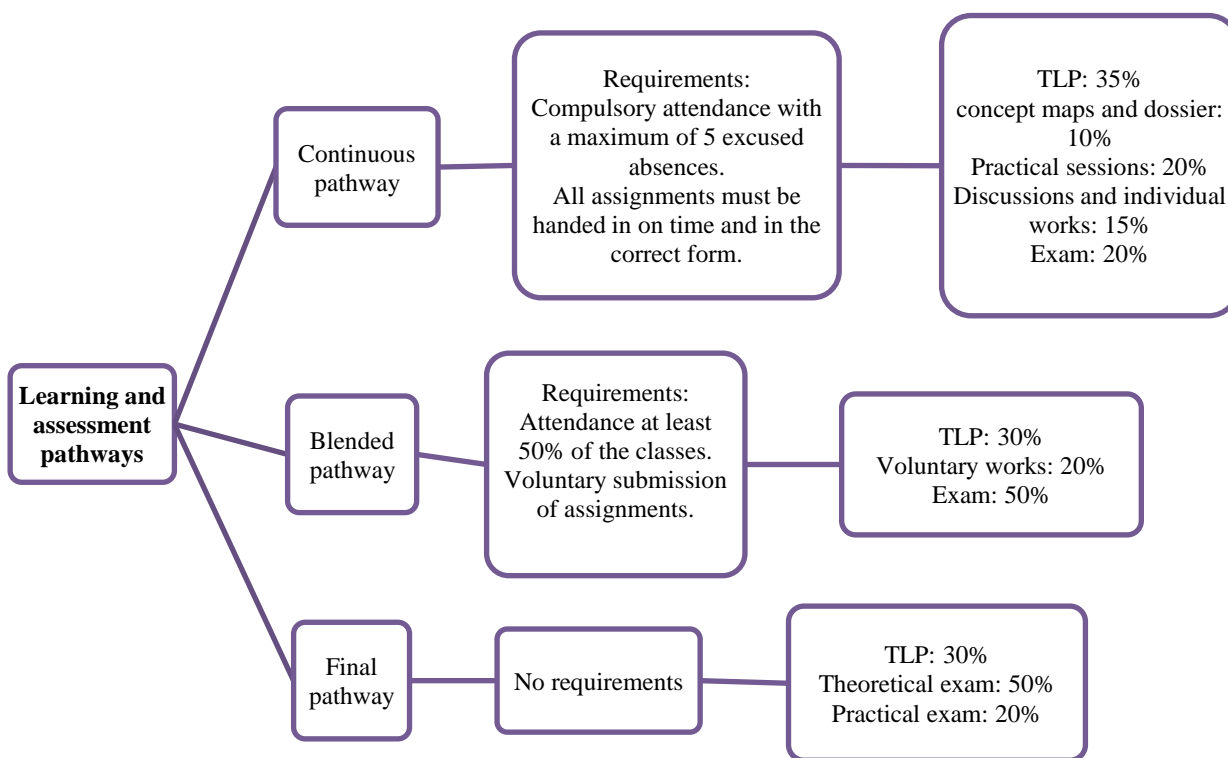 Learning and
assessment
pathways
Continuous
pathway
Requirements:
Compulsory attendance with
a maximum of 5 excused
absences.
All assignments must be
handed in on time and in the
correct form.
TLP: 35%
concept maps and dossier:
10%
Practical sessions: 20%
Discussions and individual
works: 15%
Exam: 20%
Blended
pathway
Requirements:
Attendance at least
50% of the classes.
Voluntary submission
of assignments.
TLP: 30%
Voluntary works: 20%
Exam: 50%
Final
pathway
No requirements
TLP: 30%
Theoretical exam: 50%
Practical exam: 20%